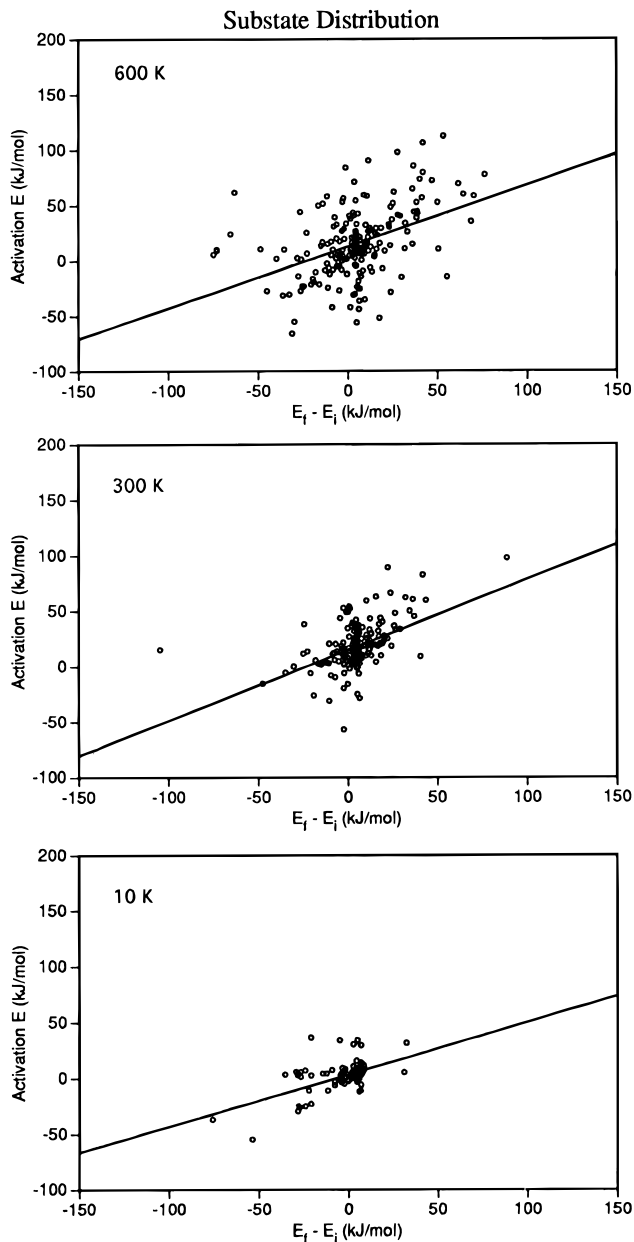 Substate Distribution
200
600 K
150
100
50
0
-50
-100
Activation E (kJ/mol)
-150 -100 -50 0 50 100 150
E_f - E_i (kJ/mol)
200
300 K
150
100
50
0
-50
-100
Activation E (kJ/mol)
-150 -100 -50 0 50 100 150
E_f - E_i (kJ/mol)
200
10 K
150
100
50
0
-50
-100
Activation E (kJ/mol)
-150 -100 -50 0 50 100 150
E_f - E_i (kJ/mol)